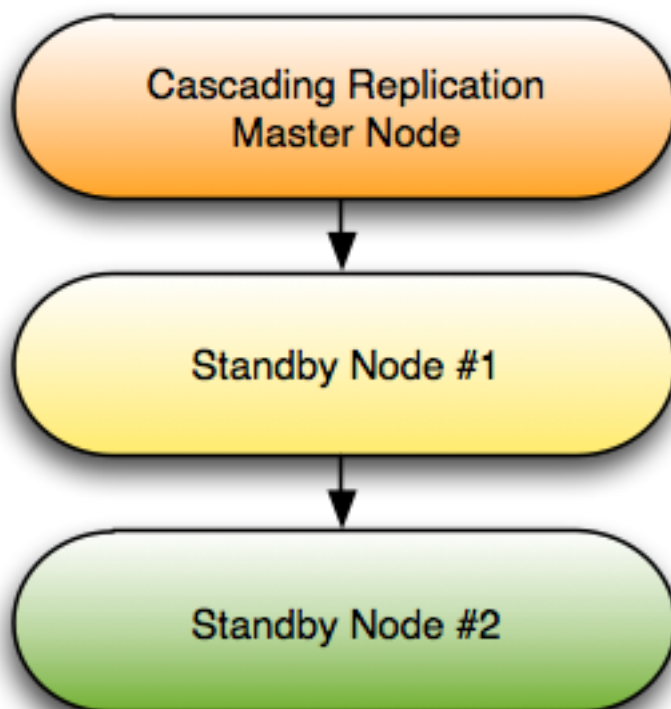 Cascading Replication
Master Node
Standby Node #1
Standby Node #2